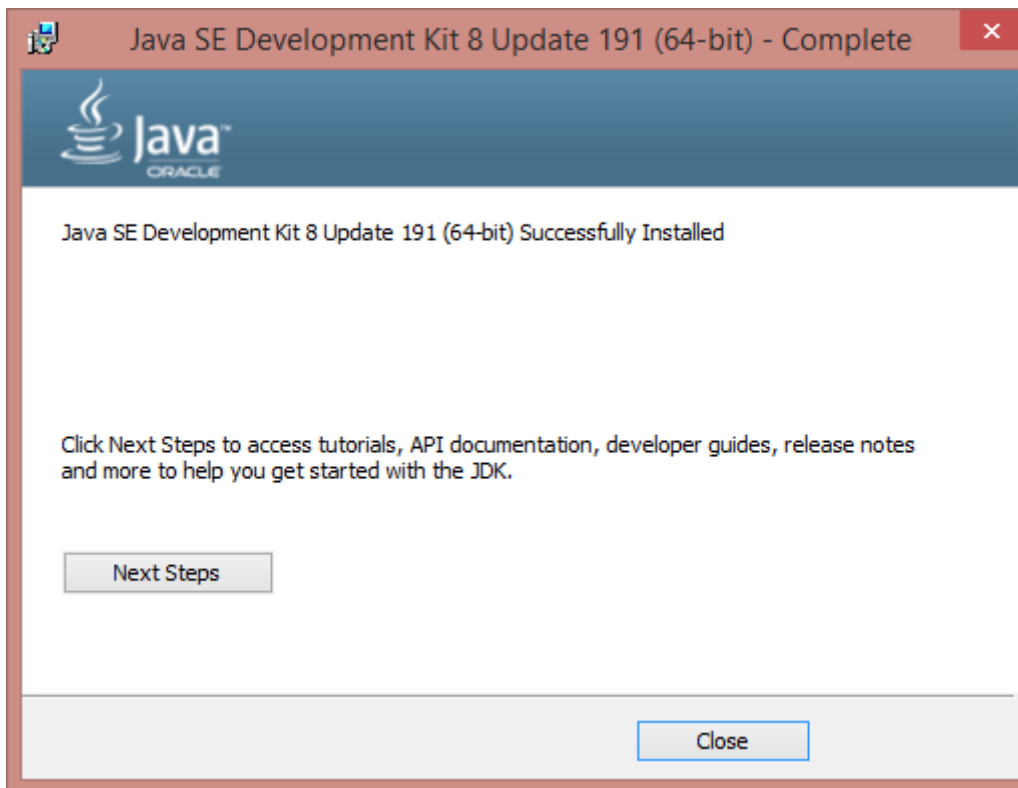 Java SE Development Kit 8 Update 191 (64-bit) - Complete
Java™
ORACLE
Java SE Development Kit 8 Update 191 (64-bit) Successfully Installed
Click Next Steps to access tutorials, API documentation, developer guides, release notes
and more to help you get started with the JDK.
Next Steps
Close